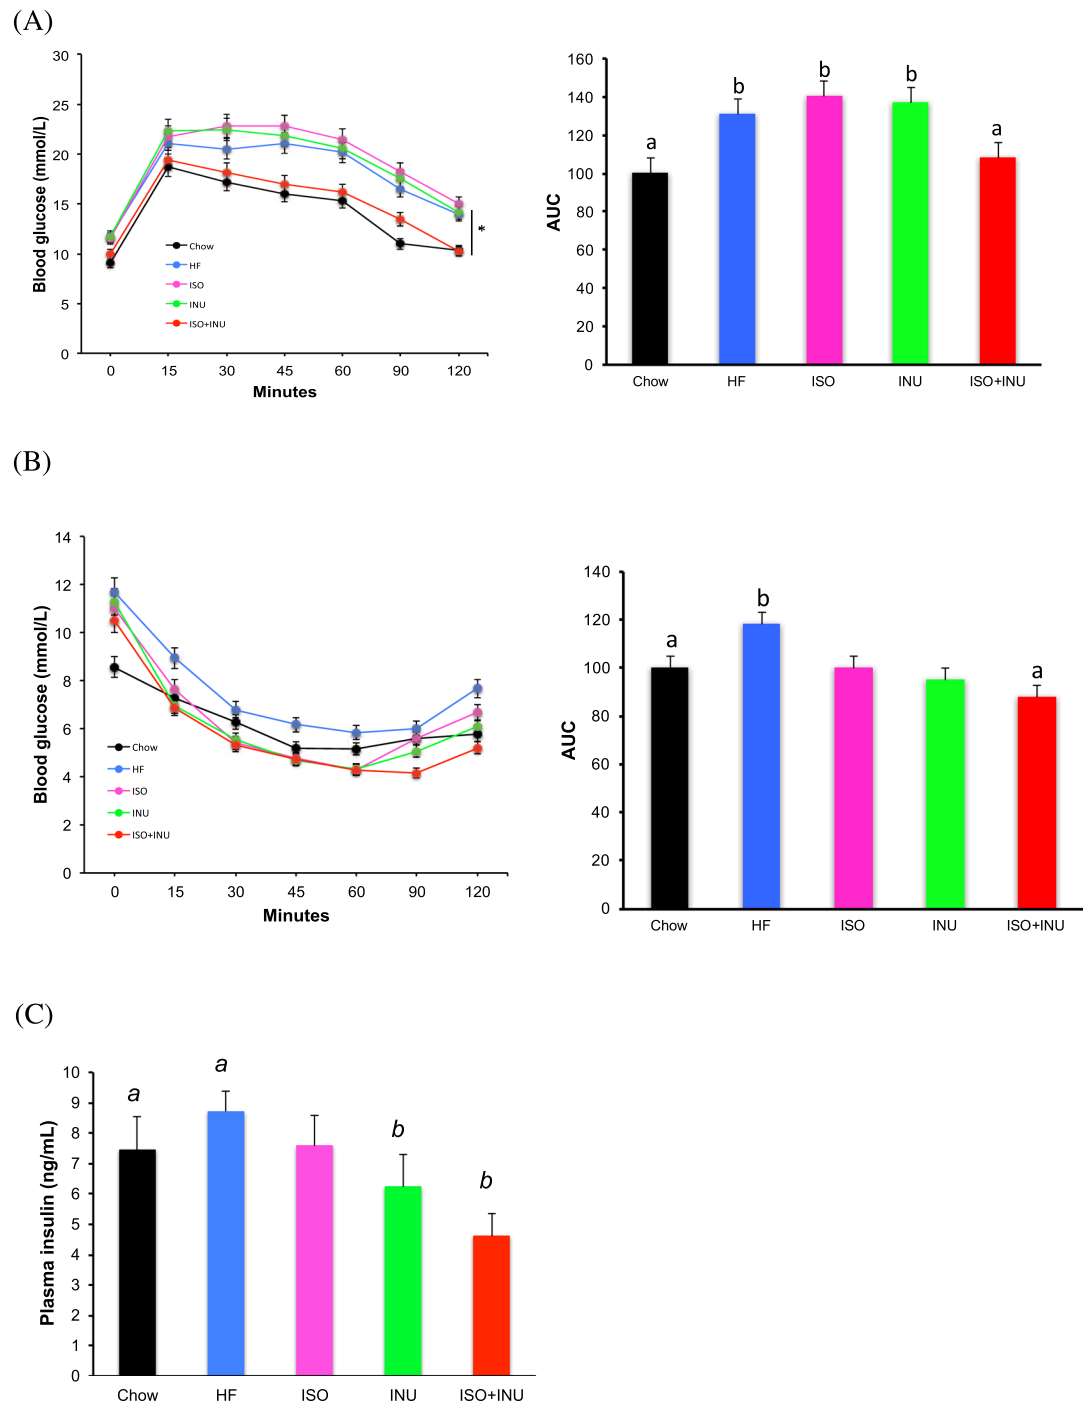 (A)
30
25
20
15
10
5
0
Blood glucose (mmol/L)
Chow
HF
ISO
INU
ISO+INU
*
0 15 30 45 60 90 120
Minutes
160
140
120
100
80
60
40
20
0
AUC
a b b b a
Chow HF ISO INU ISO+INU
(B)
14
12
10
8
6
4
2
0
Blood glucose (mmol/L)
Chow
HF
ISO
INU
ISO+INU
0 15 30 45 60 90 120
Minutes
140
120
100
80
60
40
20
0
AUC
a b a
Chow HF ISO INU ISO+INU
(C)
10
9
8
7
6
5
4
3
2
1
0
Plasma insulin (ng/mL)
a a b b
Chow HF ISO INU ISO+INU